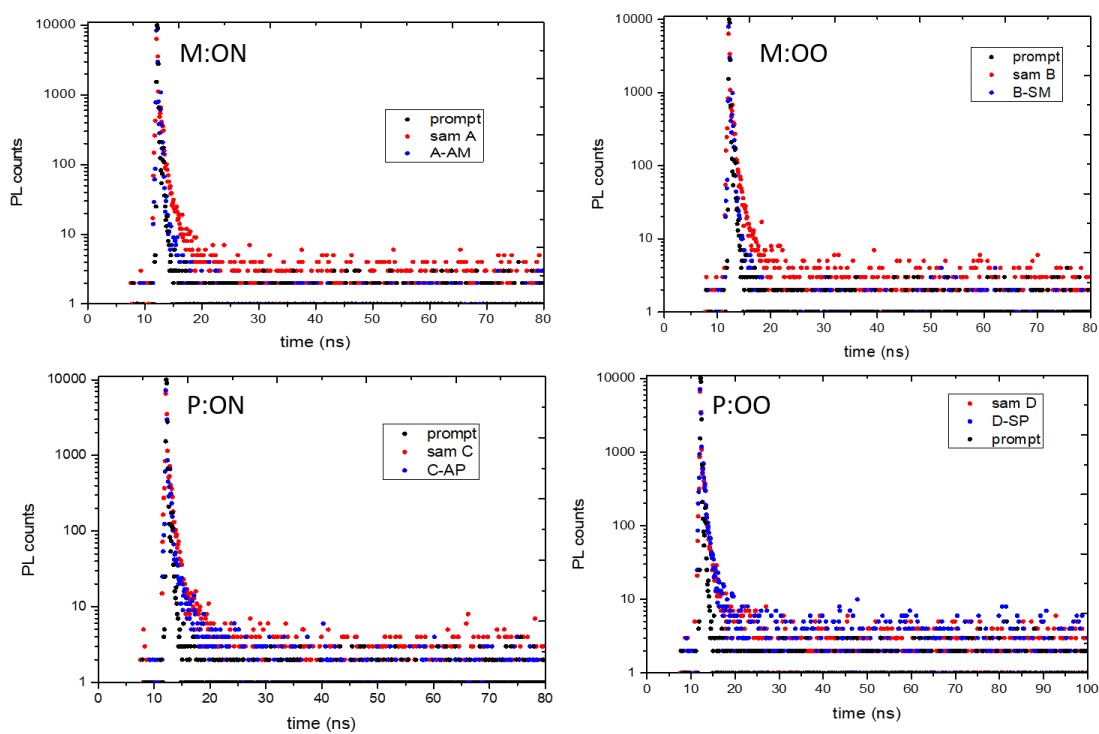 M:ON
10000
1000
100
10
1
PL counts
prompt
sam A
A-AM
0 10 20 30 40 50 60 70 80
time (ns)
M:OO
10000
1000
100
10
1
PL counts
prompt
sam B
B-SM
0 10 20 30 40 50 60 70 80
time (ns)
P:ON
10000
1000
100
10
1
PL counts
prompt
sam C
C-AP
0 10 20 30 40 50 60 70 80
time (ns)
P:OO
10000
1000
100
10
1
PL counts
sam D
D-SP
prompt
0 10 20 30 40 50 60 70 80 90 100
time (ns)